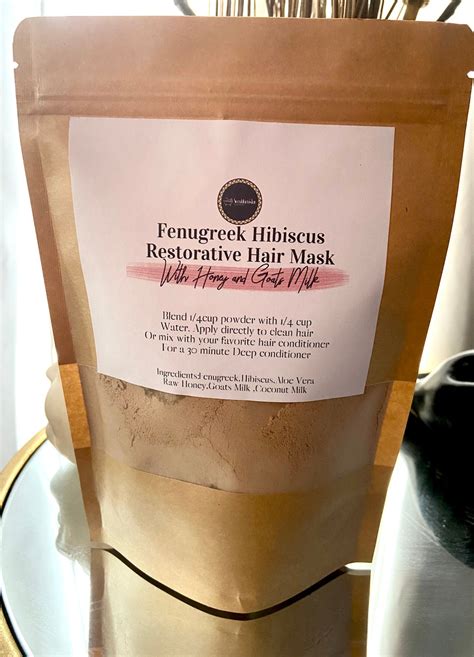 Fenugreek Hibiscus
Restorative Hair Mask
With Honey and Goats Milk
Blend 1/4cup powder with 1/4 cup
Water. Apply directly to clean hair
Or mix with your favorite hair conditioner
For a 30 minute Deep conditioner
Ingredients:Fenugreek,Hibiscus,Aloe Vera
Raw Honey,Goats Milk ,Coconut Milk